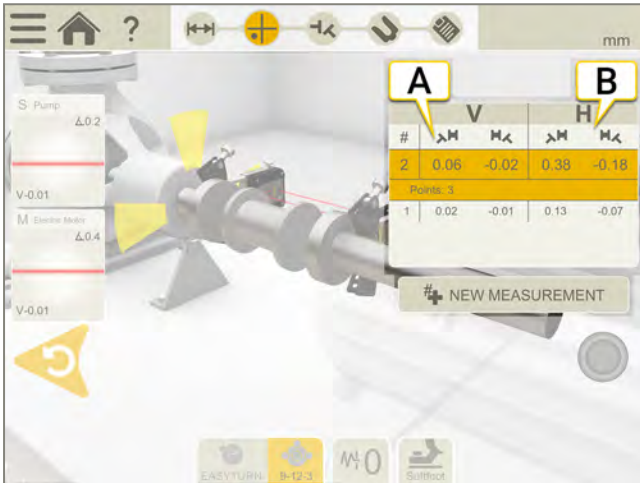 ?
mm
A
B
V
H
#
2
0.06
-0.02
0.38
-0.18
Points: 3
1
0.02
-0.01
0.13
-0.07
# NEW MEASUREMENT
S Pump
∡0.2
V-0.01
M Electric Motor
∡0.4
V-0.01
EASYTURN
9-12-3
0
Softfoot